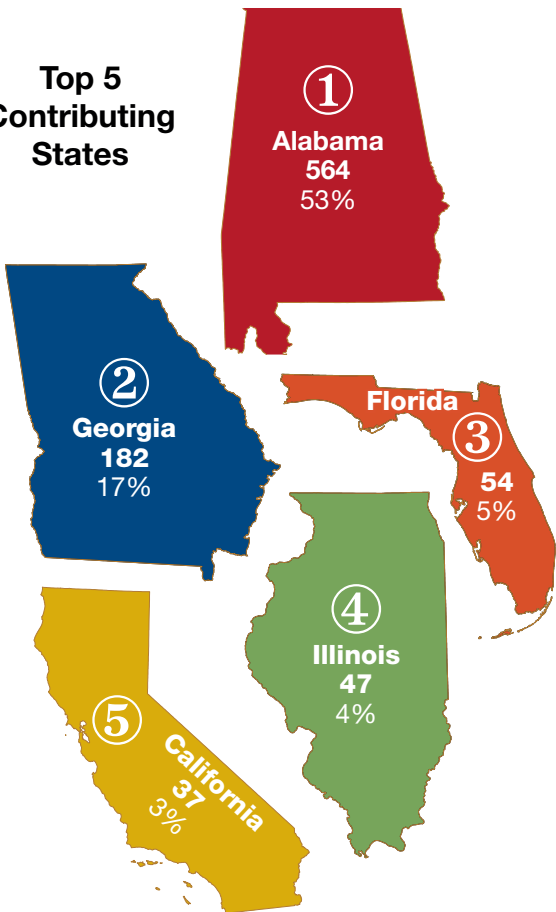 Top 5
Contributing
States
1
Alabama
564
53%
2
Georgia
182
17%
Florida
3
54
5%
4
Illinois
47
4%
5
California
37
3%